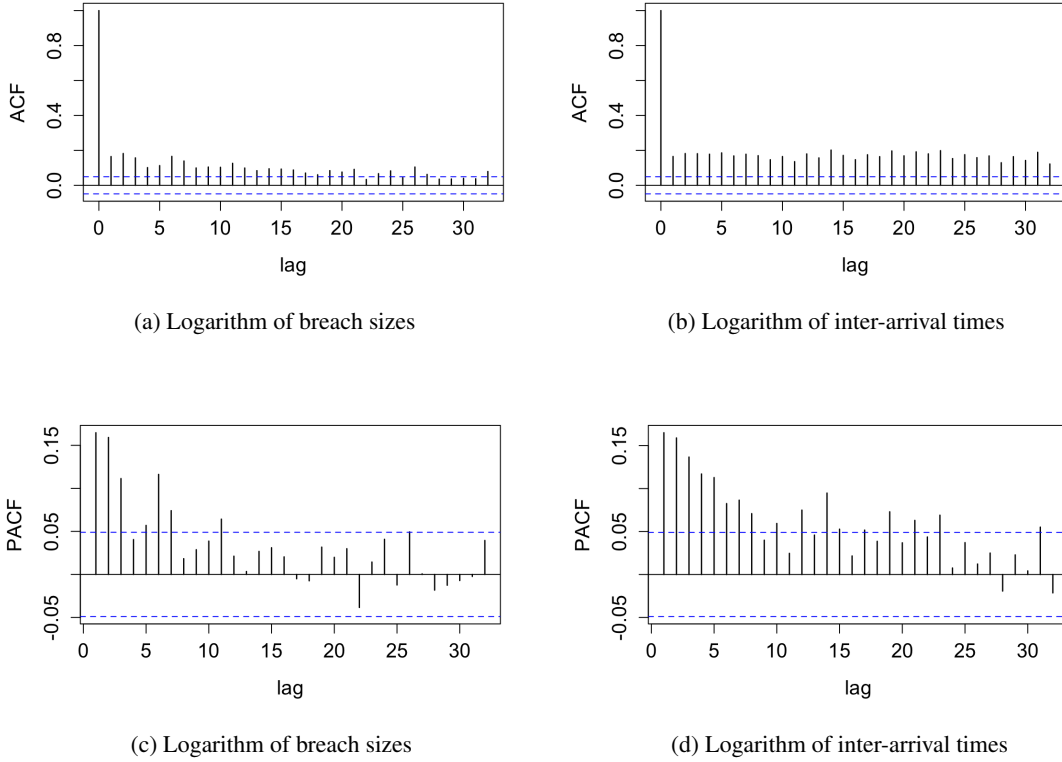 ACF
0.0 0.4 0.8
0 5 10 15 20 25 30
lag
(a) Logarithm of breach sizes
ACF
0.0 0.4 0.8
0 5 10 15 20 25 30
lag
(b) Logarithm of inter-arrival times
PACF
-0.05 0.05 0.15
0 5 10 15 20 25 30
lag
(c) Logarithm of breach sizes
PACF
-0.05 0.05 0.15
0 5 10 15 20 25 30
lag
(d) Logarithm of inter-arrival times